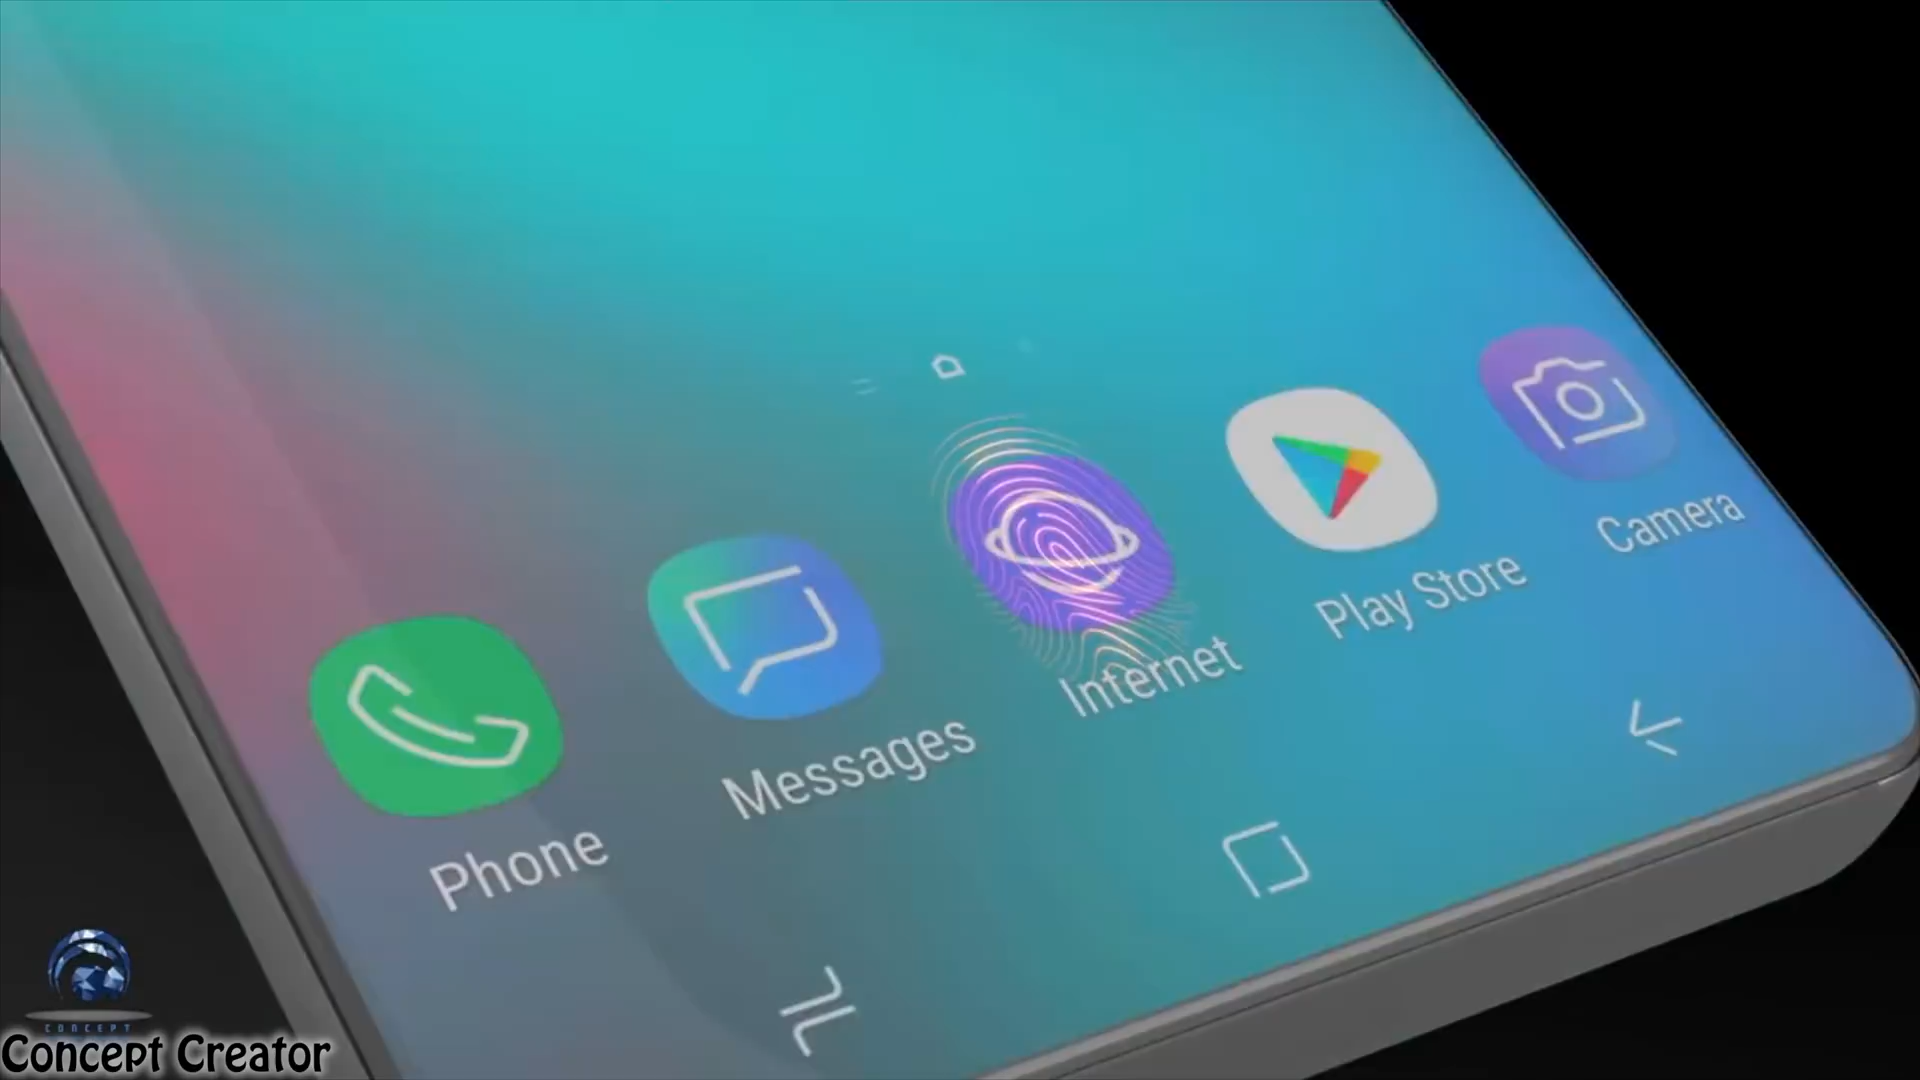 Phone
Messages
Internet
Play Store
Camera
CONCEPT
Concept Creator